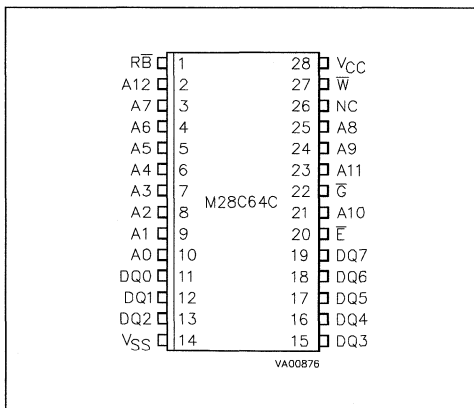 RB̅ 1 28 VCC
A12 2 27 W̅
A7 3 26 NC
A6 4 25 A8
A5 5 24 A9
A4 6 23 A11
A3 7 22 G̅
A2 8 M28C64C 21 A10
A1 9 20 E̅
A0 10 19 DQ7
DQ0 11 18 DQ6
DQ1 12 17 DQ5
DQ2 13 16 DQ4
VSS 14 15 DQ3
VA00876